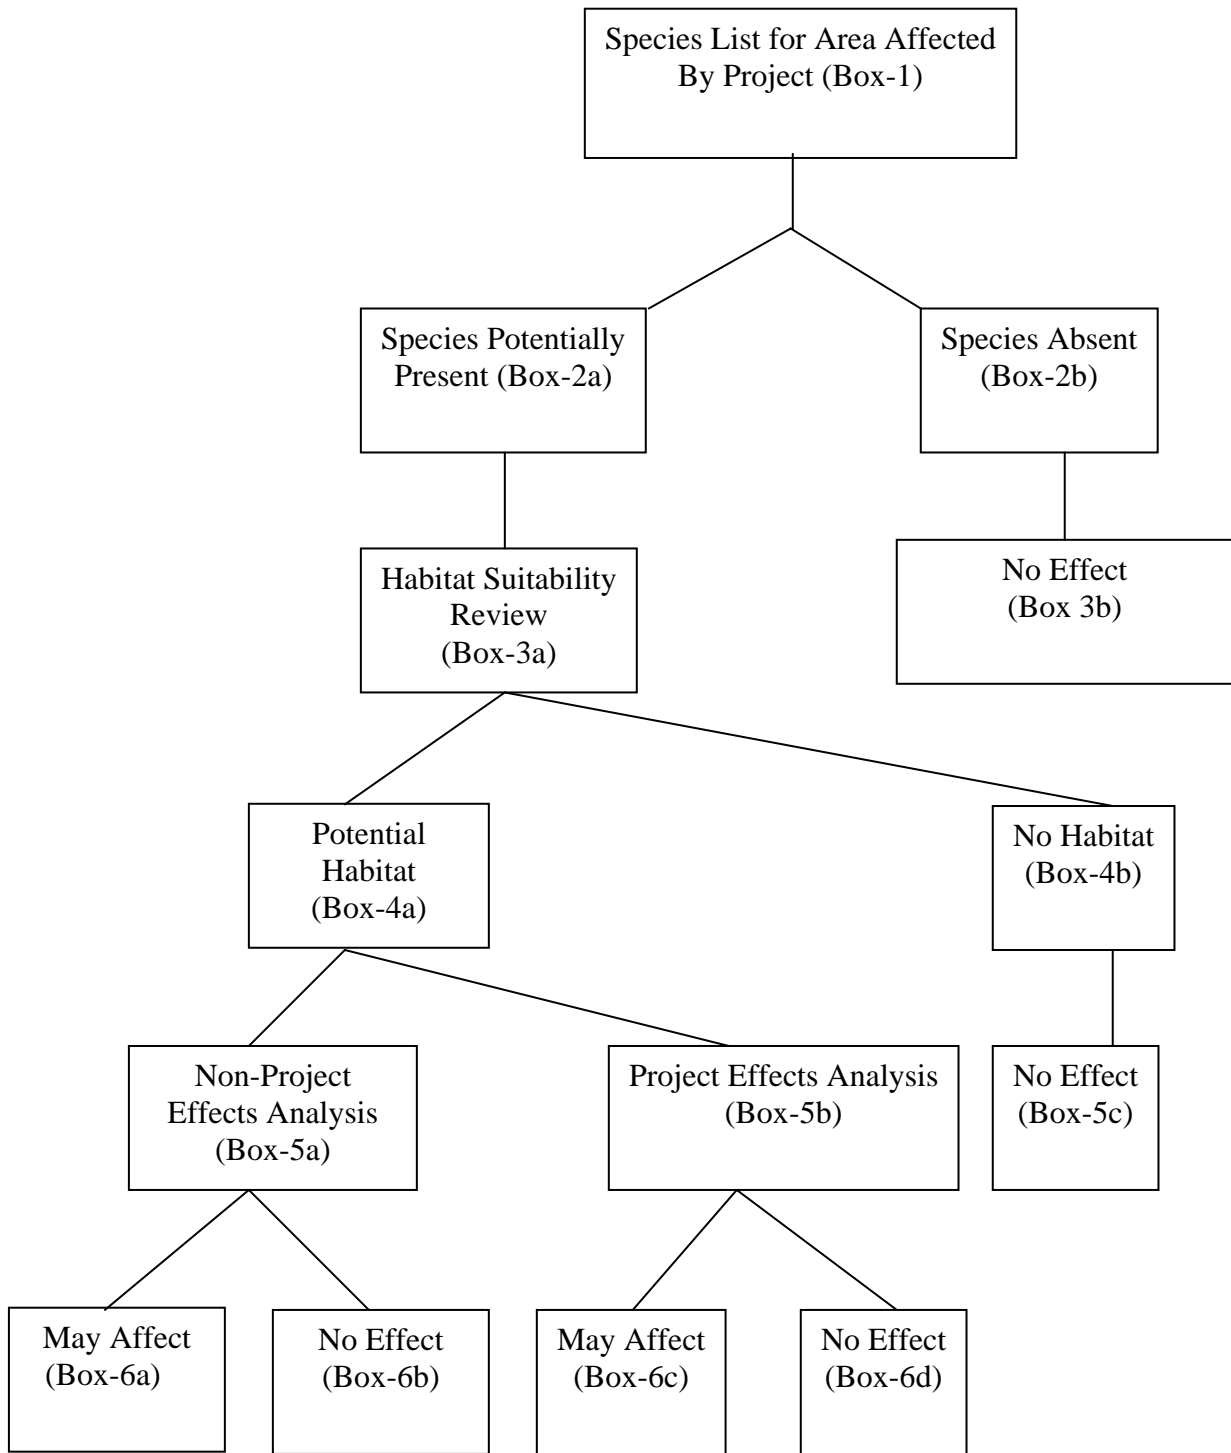 Species List for Area Affected
By Project (Box-1)
Species Potentially
Present (Box-2a)
Species Absent
(Box-2b)
Habitat Suitability
Review
(Box-3a)
No Effect
(Box 3b)
Potential
Habitat
(Box-4a)
No Habitat
(Box-4b)
Non-Project
Effects Analysis
(Box-5a)
Project Effects Analysis
(Box-5b)
No Effect
(Box-5c)
May Affect
(Box-6a)
No Effect
(Box-6b)
May Affect
(Box-6c)
No Effect
(Box-6d)